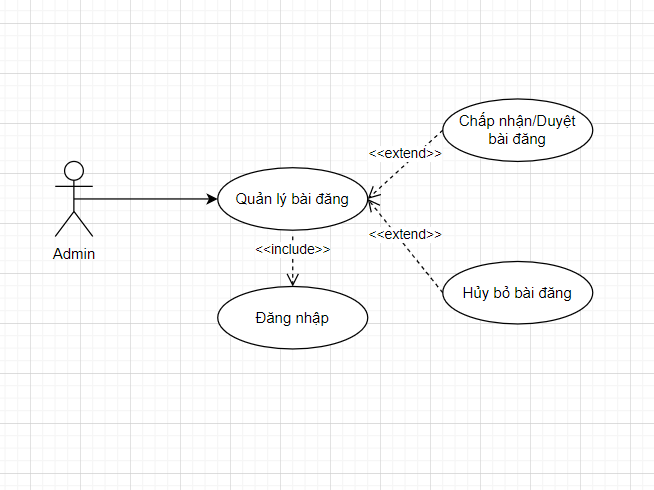 Chấp nhận/Duyệt
bài đăng
<<extend>>
Quản lý bài đăng
Admin
<<extend>>
<<include>>
Hủy bỏ bài đăng
Đăng nhập